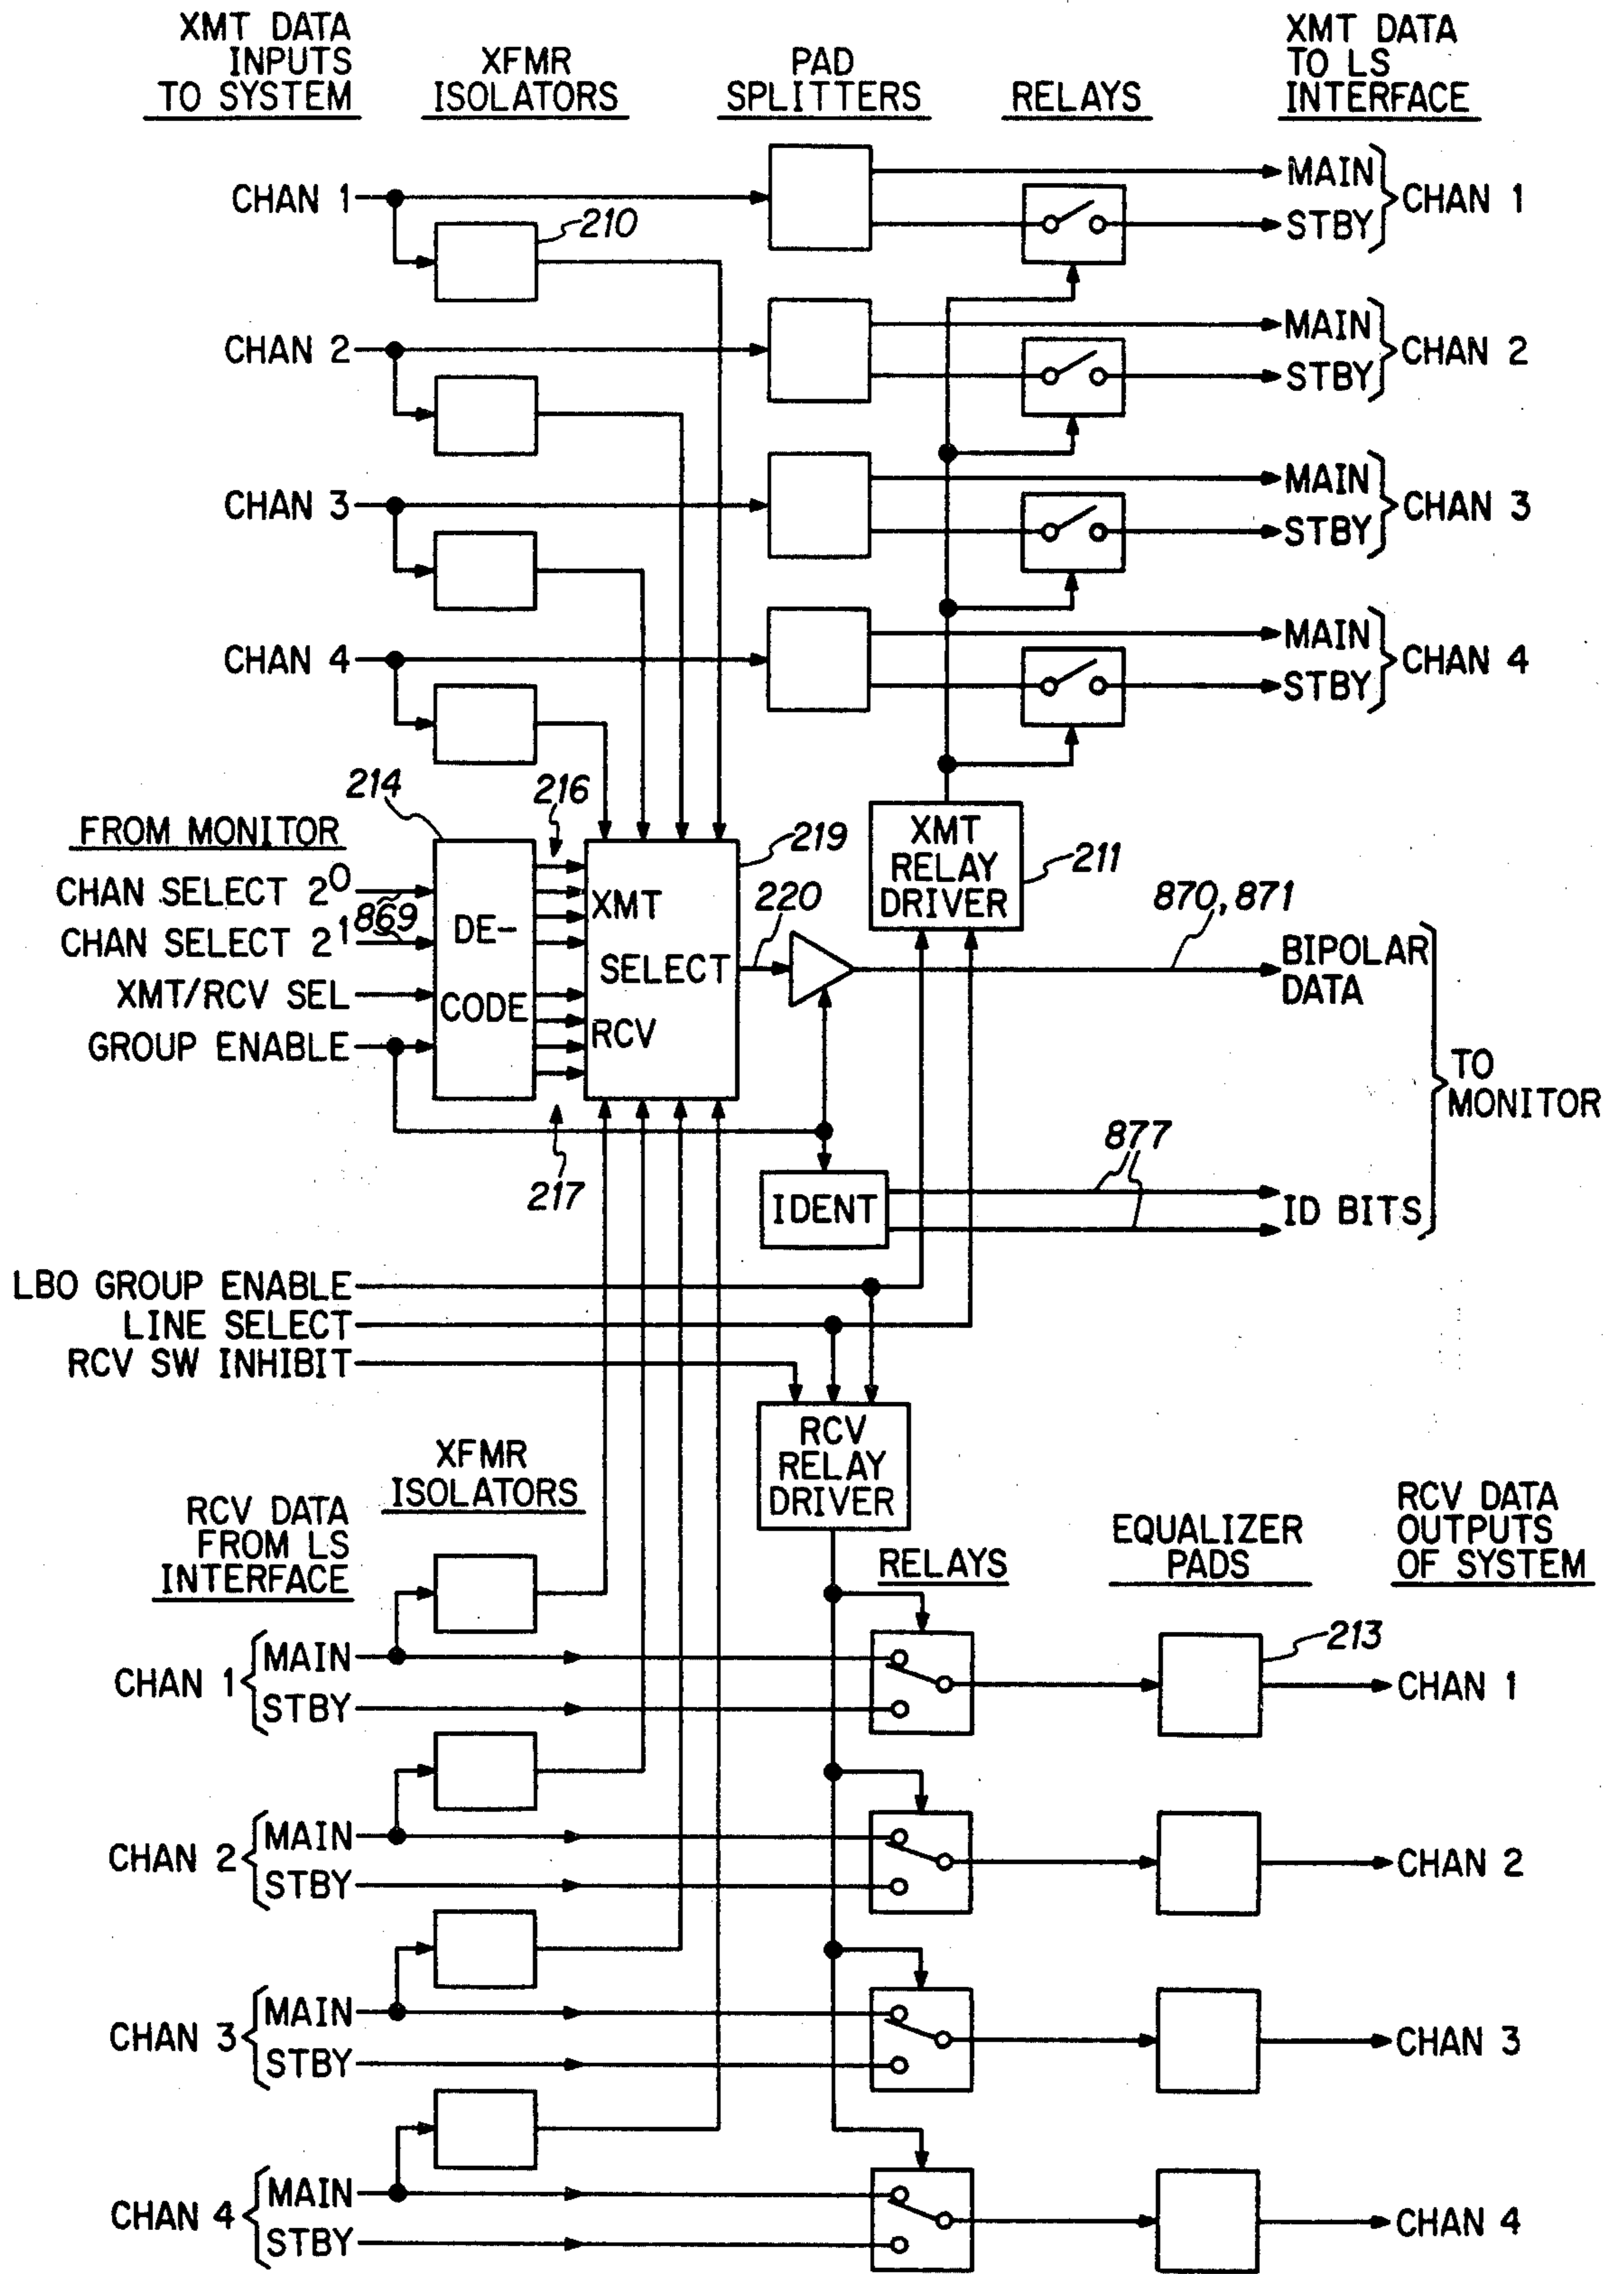 XMT DATA
INPUTS
TO SYSTEM
XFMR
ISOLATORS
PAD
SPLITTERS
RELAYS
XMT DATA
TO LS
INTERFACE
CHAN 1
210
MAIN
STBY
CHAN 1
CHAN 2
MAIN
STBY
CHAN 2
CHAN 3
MAIN
STBY
CHAN 3
CHAN 4
MAIN
STBY
CHAN 4
214
216
FROM MONITOR
CHAN SELECT 2⁰
869
CHAN SELECT 2¹
XMT/RCV SEL
GROUP ENABLE
DE-
CODE
XMT
SELECT
RCV
219
220
217
XMT
RELAY
DRIVER
211
870, 871
BIPOLAR
DATA
TO
MONITOR
877
IDENT
ID BITS
LBO GROUP ENABLE
LINE SELECT
RCV SW INHIBIT
RCV
RELAY
DRIVER
XFMR
ISOLATORS
RCV DATA
FROM LS
INTERFACE
RELAYS
EQUALIZER
PADS
RCV DATA
OUTPUTS
OF SYSTEM
213
CHAN 1
MAIN
STBY
CHAN 1
CHAN 2
MAIN
STBY
CHAN 2
CHAN 3
MAIN
STBY
CHAN 3
CHAN 4
MAIN
STBY
CHAN 4